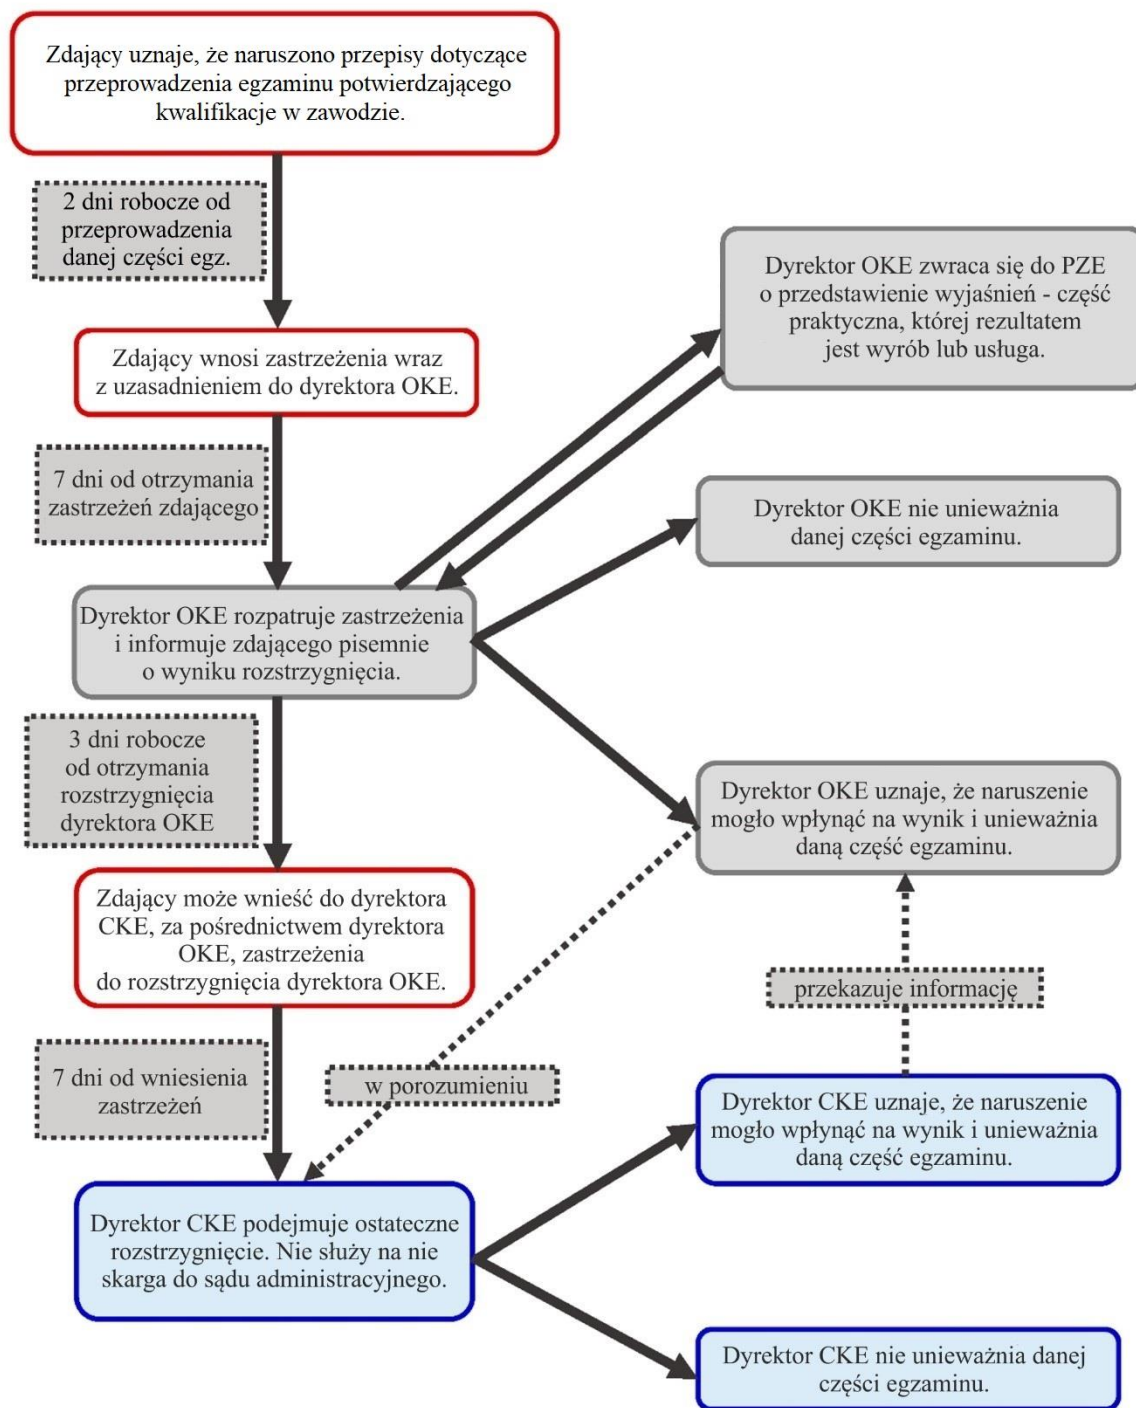 Zdający uznaje, że naruszono przepisy dotyczące
przeprowadzenia egzaminu potwierdzającego
kwalifikacje w zawodzie.
2 dni robocze od
przeprowadzenia
danej części egz.
Dyrektor OKE zwraca się do PZE
o przedstawienie wyjaśnień - część
praktyczna, której rezultatem
jest wyrób lub usługa.
Zdający wnosi zastrzeżenia wraz
z uzasadnieniem do dyrektora OKE.
7 dni od otrzymania
zastrzeżeń zdającego
Dyrektor OKE nie unieważnia
danej części egzaminu.
Dyrektor OKE rozpatruje zastrzeżenia
i informuje zdającego pisemnie
o wyniku rozstrzygnięcia.
3 dni robocze
od otrzymania
rozstrzygnięcia
dyrektora OKE
Dyrektor OKE uznaje, że naruszenie
mogło wpłynąć na wynik i unieważnia
daną część egzaminu.
Zdający może wnieść do dyrektora
CKE, za pośrednictwem dyrektora
OKE, zastrzeżenia
do rozstrzygnięcia dyrektora OKE.
przekazuje informację
7 dni od wniesienia
zastrzeżeń
w porozumieniu
Dyrektor CKE uznaje, że naruszenie
mogło wpłynąć na wynik i unieważnia
daną część egzaminu.
Dyrektor CKE podejmuje ostateczne
rozstrzygnięcie. Nie służy na nie
skarga do sądu administracyjnego.
Dyrektor CKE nie unieważnia danej
części egzaminu.